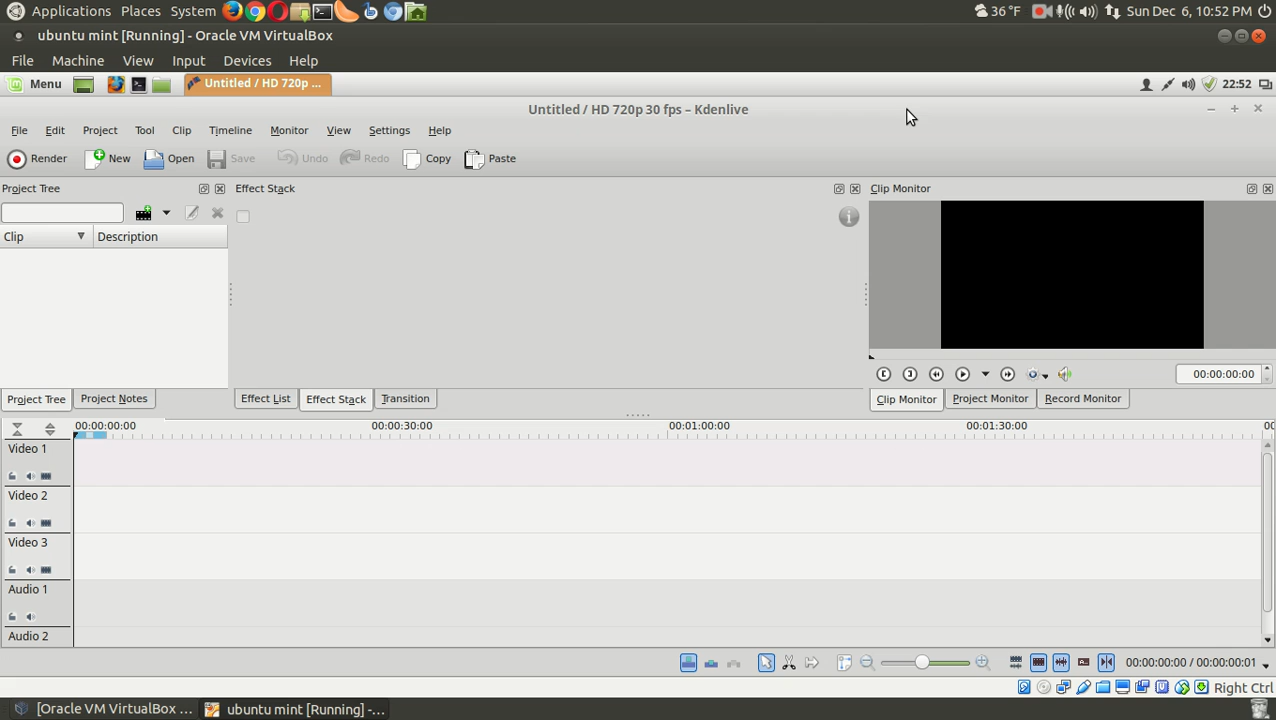 Applications Places System 36 °F Sun Dec 6, 10:52 PM
ubuntu mint [Running] - Oracle VM VirtualBox
File Machine View Input Devices Help
Menu Untitled / HD 720p ... 22:52
Untitled / HD 720p 30 fps – Kdenlive
File Edit Project Tool Clip Timeline Monitor View Settings Help
Render New Open Save Undo Redo Copy Paste
Project Tree Effect Stack Clip Monitor
Clip Description
00:00:00:00
Project Tree Project Notes Effect List Effect Stack Transition Clip Monitor Project Monitor Record Monitor
00:00:00:00 00:00:30:00 00:01:00:00 00:01:30:00 00
Video 1
Video 2
Video 3
Audio 1
Audio 2
00:00:00:00 / 00:00:00:01
Right Ctrl
[Oracle VM VirtualBox ... ubuntu mint [Running] -...